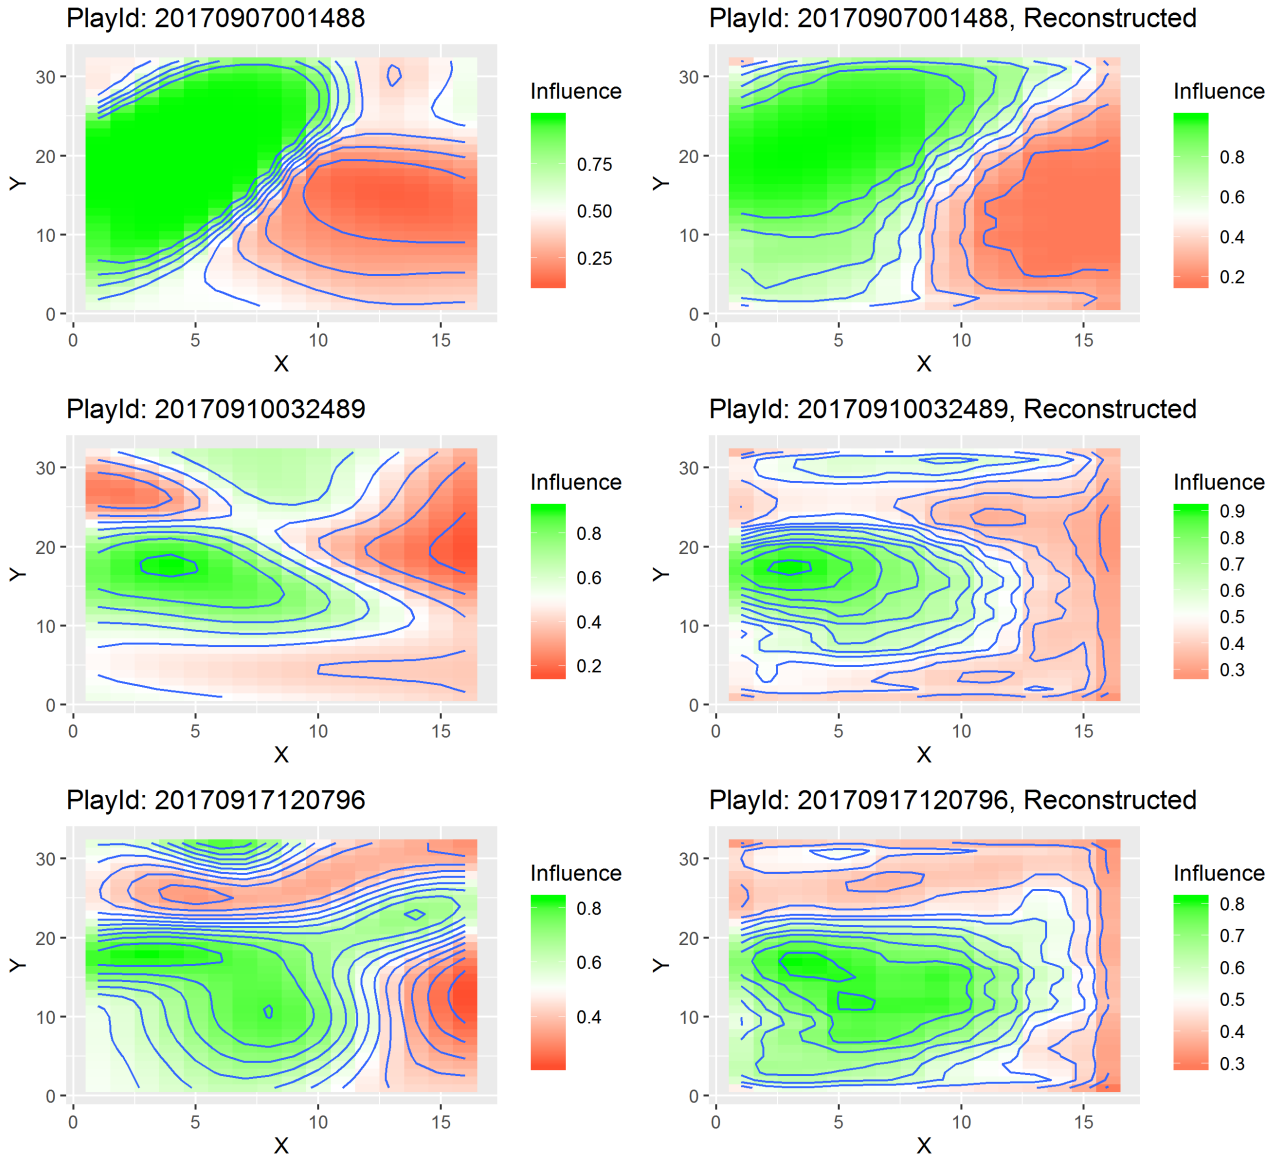 PlayId: 20170907001488
PlayId: 20170907001488, Reconstructed
Y
30
20
10
0
0 5 10 15
X
Influence
0.75
0.50
0.25
Y
30
20
10
0
0 5 10 15
X
Influence
0.8
0.6
0.4
0.2
PlayId: 20170910032489
PlayId: 20170910032489, Reconstructed
Y
30
20
10
0
0 5 10 15
X
Influence
0.8
0.6
0.4
0.2
Y
30
20
10
0
0 5 10 15
X
Influence
0.9
0.8
0.7
0.6
0.5
0.4
0.3
PlayId: 20170917120796
PlayId: 20170917120796, Reconstructed
Y
30
20
10
0
0 5 10 15
X
Influence
0.8
0.6
0.4
Y
30
20
10
0
0 5 10 15
X
Influence
0.8
0.7
0.6
0.5
0.4
0.3